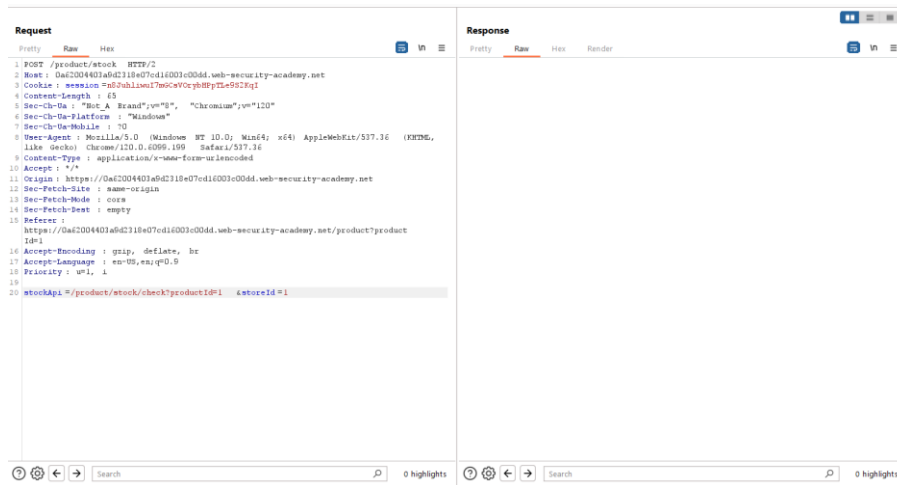 Request
Response
Pretty Raw Hex
\n
Pretty Raw Hex Render
\n
1 POST /product/stock HTTP/2
2 Host : 0a62004403a9d2318e07cd16003c00dd.web-security-academy.net
3 Cookie : session =n8JuhliwuI7mGCsVOrybHPpTLe9S2KqI
4 Content-Length : 65
5 Sec-Ch-Ua : "Not_A Brand";v="8", "Chromium";v="120"
6 Sec-Ch-Ua-Platform : "Windows"
7 Sec-Ch-Ua-Mobile : ?0
8 User-Agent : Mozilla/5.0 (Windows NT 10.0; Win64; x64) AppleWebKit/537.36 (KHTML,
like Gecko) Chrome/120.0.6099.199 Safari/537.36
9 Content-Type : application/x-www-form-urlencoded
10 Accept : */*
11 Origin : https://0a62004403a9d2318e07cd16003c00dd.web-security-academy.net
12 Sec-Fetch-Site : same-origin
13 Sec-Fetch-Mode : cors
14 Sec-Fetch-Dest : empty
15 Referer :
https://0a62004403a9d2318e07cd16003c00dd.web-security-academy.net/product?product
Id=1
16 Accept-Encoding : gzip, deflate, br
17 Accept-Language : en-US,en;q=0.9
18 Priority : u=1, i
19
20 stockApi =/product/stock/check?productId=1 &storeId =1
Search
0 highlights
Search
0 highlights